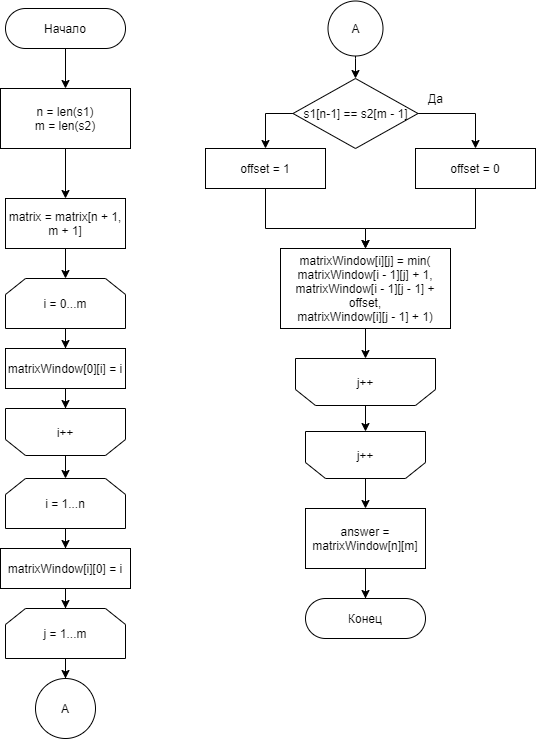 Начало
n = len(s1)
m = len(s2)
matrix = matrix[n + 1,
m + 1]
i = 0...m
matrixWindow[0][i] = i
i++
i = 1...n
matrixWindow[i][0] = i
j = 1...m
A
A
s1[n-1] == s2[m - 1]
Да
offset = 1
offset = 0
matrixWindow[i][j] = min(
matrixWindow[i - 1][j] + 1,
matrixWindow[i - 1][j - 1] +
offset,
matrixWindow[i][j - 1] + 1)
j++
j++
answer =
matrixWindow[n][m]
Конец